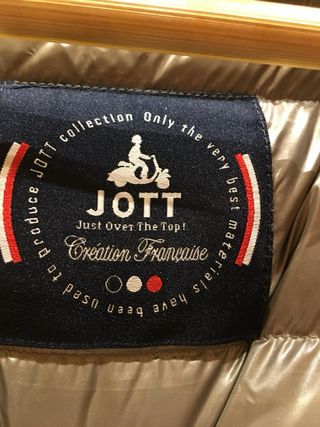 Only the very best materials have been used to produce JOTT collection
JOTT
Just Over The Top!
Création Française